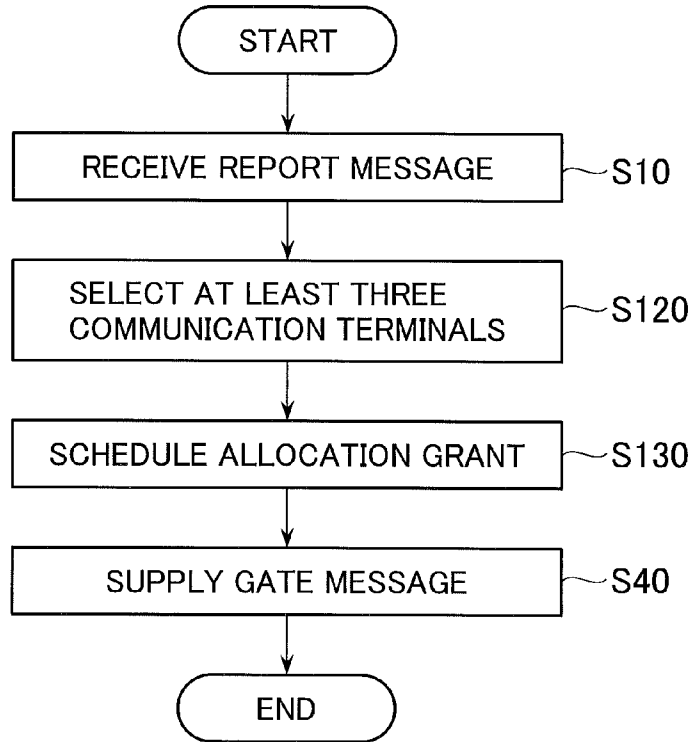 START
RECEIVE REPORT MESSAGE
S10
SELECT AT LEAST THREE
COMMUNICATION TERMINALS
S120
SCHEDULE ALLOCATION GRANT
S130
SUPPLY GATE MESSAGE
S40
END